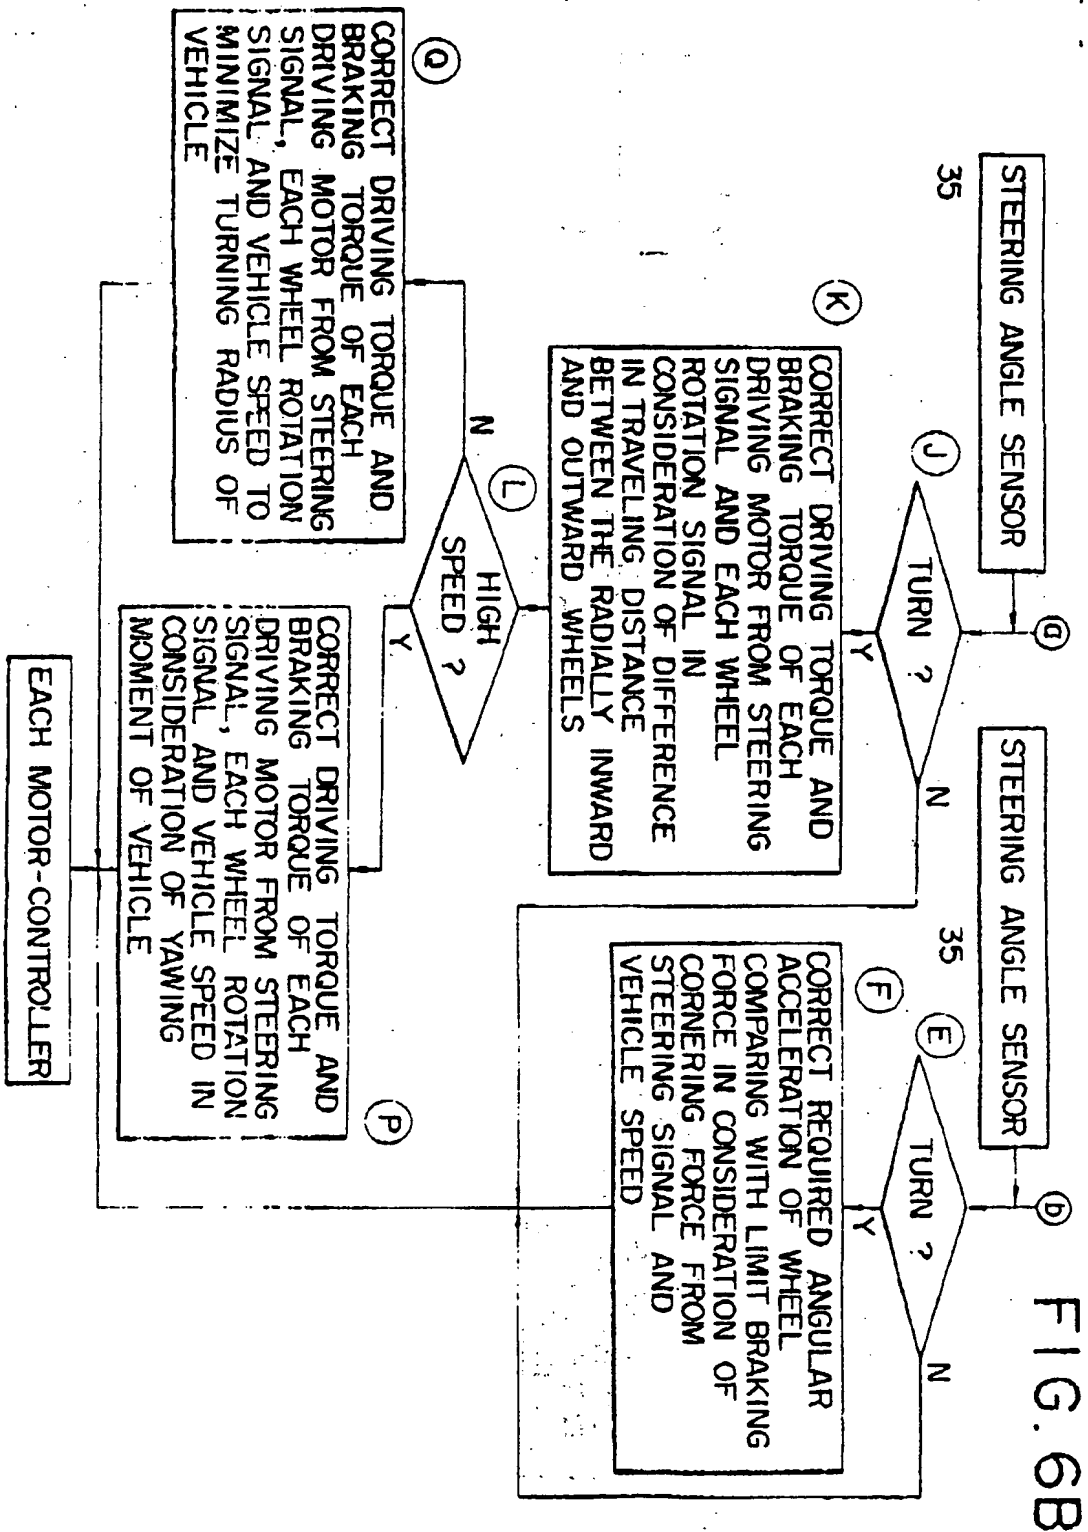 FIG. 6B
STEERING ANGLE SENSOR
35
a
J
TURN ?
Y
N
K
CORRECT DRIVING TORQUE AND
BRAKING TORQUE OF EACH
DRIVING MOTOR FROM STEERING
SIGNAL AND EACH WHEEL
ROTATION SIGNAL IN
CONSIDERATION OF DIFFERENCE
IN TRAVELING DISTANCE
BETWEEN THE RADIALLY INWARD
AND OUTWARD WHEELS
L
HIGH
SPEED ?
N
Y
Q
CORRECT DRIVING TORQUE AND
BRAKING TORQUE OF EACH
DRIVING MOTOR FROM STEERING
SIGNAL, EACH WHEEL ROTATION
SIGNAL AND VEHICLE SPEED TO
MINIMIZE TURNING RADIUS OF
VEHICLE
CORRECT DRIVING TORQUE AND
BRAKING TORQUE OF EACH
DRIVING MOTOR FROM STEERING
SIGNAL, EACH WHEEL ROTATION
SIGNAL AND VEHICLE SPEED IN
CONSIDERATION OF YAWING
MOMENT OF VEHICLE
P
STEERING ANGLE SENSOR
35
b
E
TURN ?
Y
N
F
CORRECT REQUIRED ANGULAR
ACCELERATION OF WHEEL
COMPARING WITH LIMIT BRAKING
FORCE IN CONSIDERATION OF
CORNERING FORCE FROM
STEERING SIGNAL AND
VEHICLE SPEED
EACH MOTOR-CONTROLLER